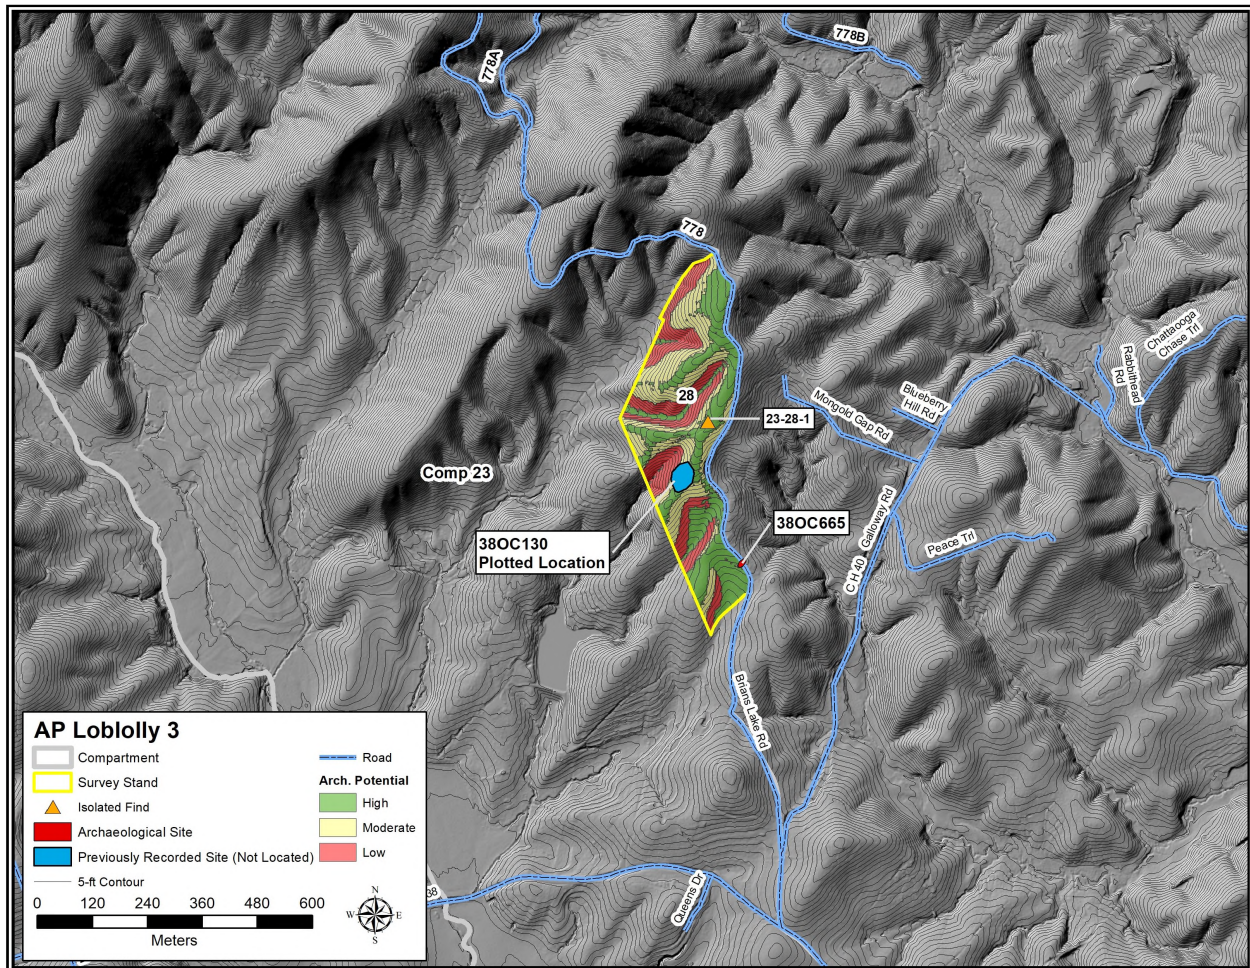 778B
778A
778
Chattaooga
Chase Trl
Rabbithead
Rd
Blueberry
Hill Rd
Mongold Gap Rd
28
23-28-1
Comp 23
38OC665
38OC130
Plotted Location
Peace Trl
C H 40
Galloway Rd
Brians Lake Rd
Queens Dr
38
AP Loblolly 3
Compartment
Survey Stand
Isolated Find
Archaeological Site
Previously Recorded Site (Not Located)
5-ft Contour
Road
Arch. Potential
High
Moderate
Low
0 120 240 360 480 600
Meters
N
W E
S